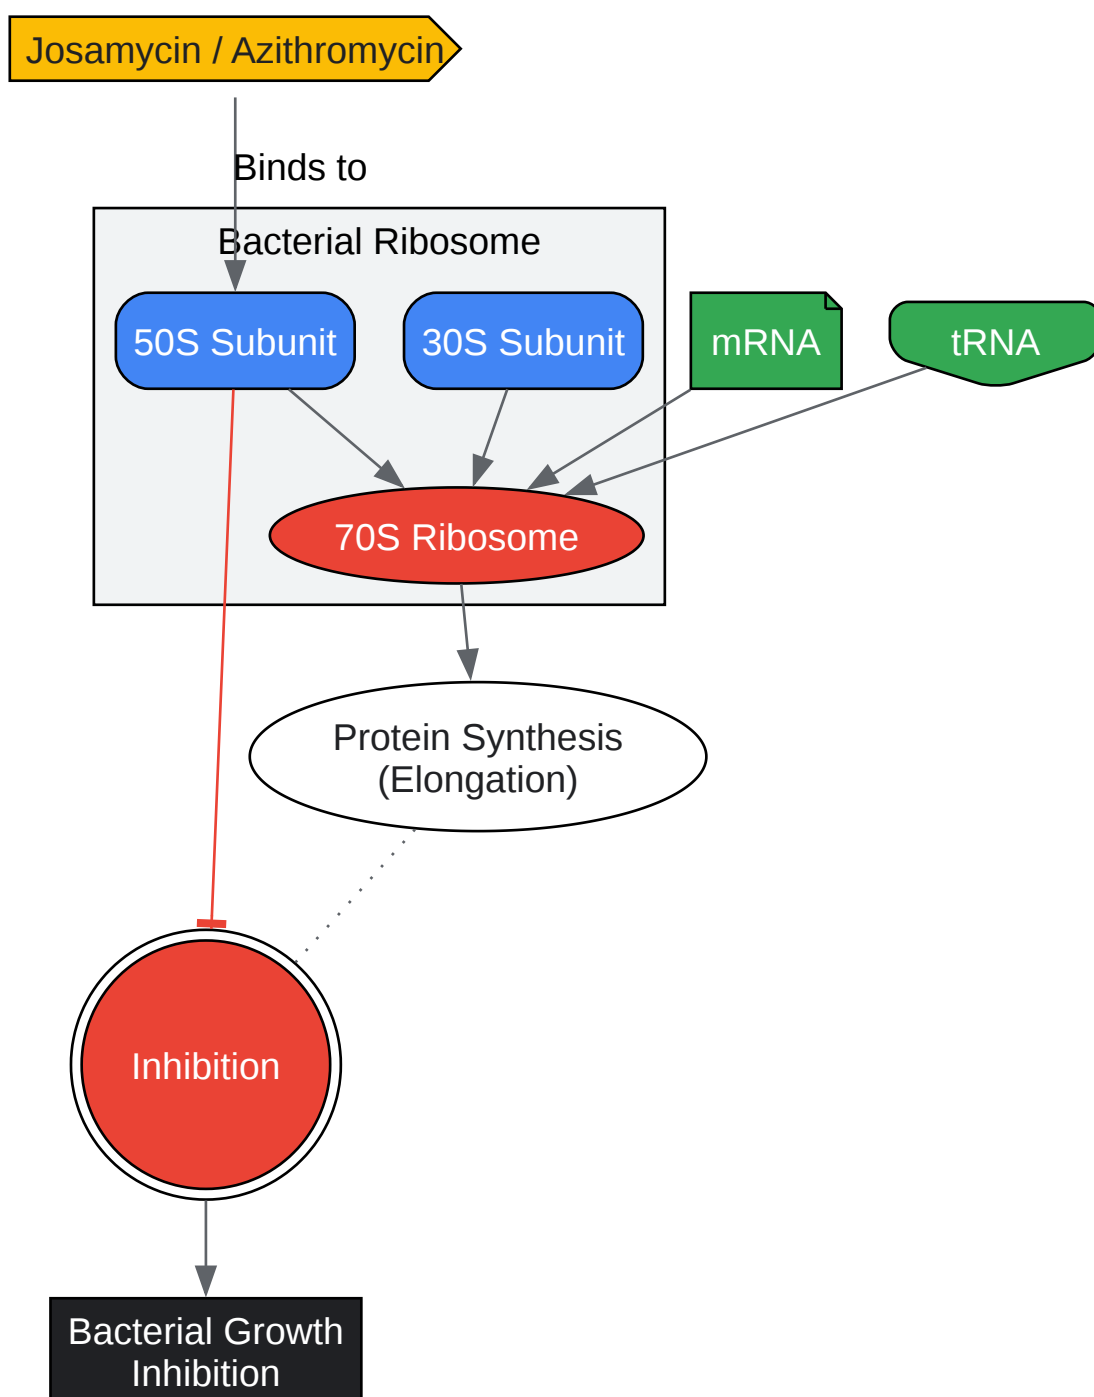 Josamycin / Azithromycin
Binds to
Bacterial Ribosome
50S Subunit
30S Subunit
mRNA
tRNA
70S Ribosome
Protein Synthesis
(Elongation)
Inhibition
Bacterial Growth
Inhibition